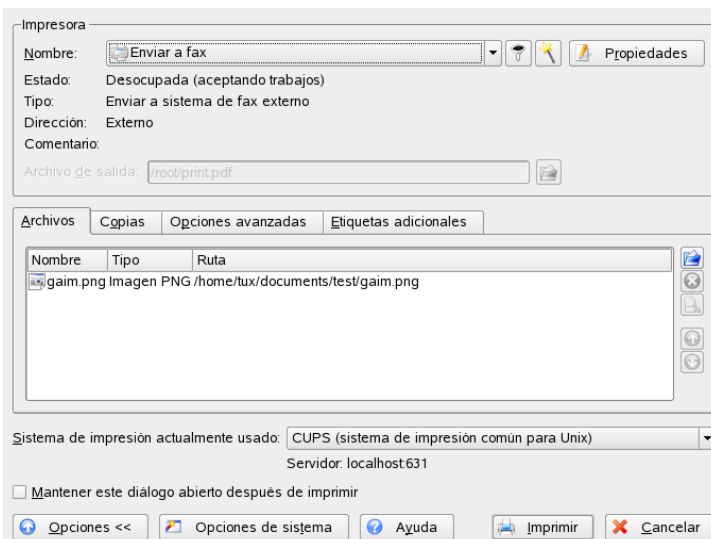 Impresora
Nombre: Enviar a fax Propiedades
Estado: Desocupada (aceptando trabajos)
Tipo: Enviar a sistema de fax externo
Dirección: Externo
Comentario:
Archivo de salida: /root/print.pdf
Archivos Copias Opciones avanzadas Etiquetas adicionales
Nombre Tipo Ruta
gaim.png Imagen PNG /home/tux/documents/test/gaim.png
Sistema de impresión actualmente usado: CUPS (sistema de impresión común para Unix)
Servidor: localhost:631
Mantener este diálogo abierto después de imprimir
Opciones << Opciones de sistema Ayuda Imprimir Cancelar